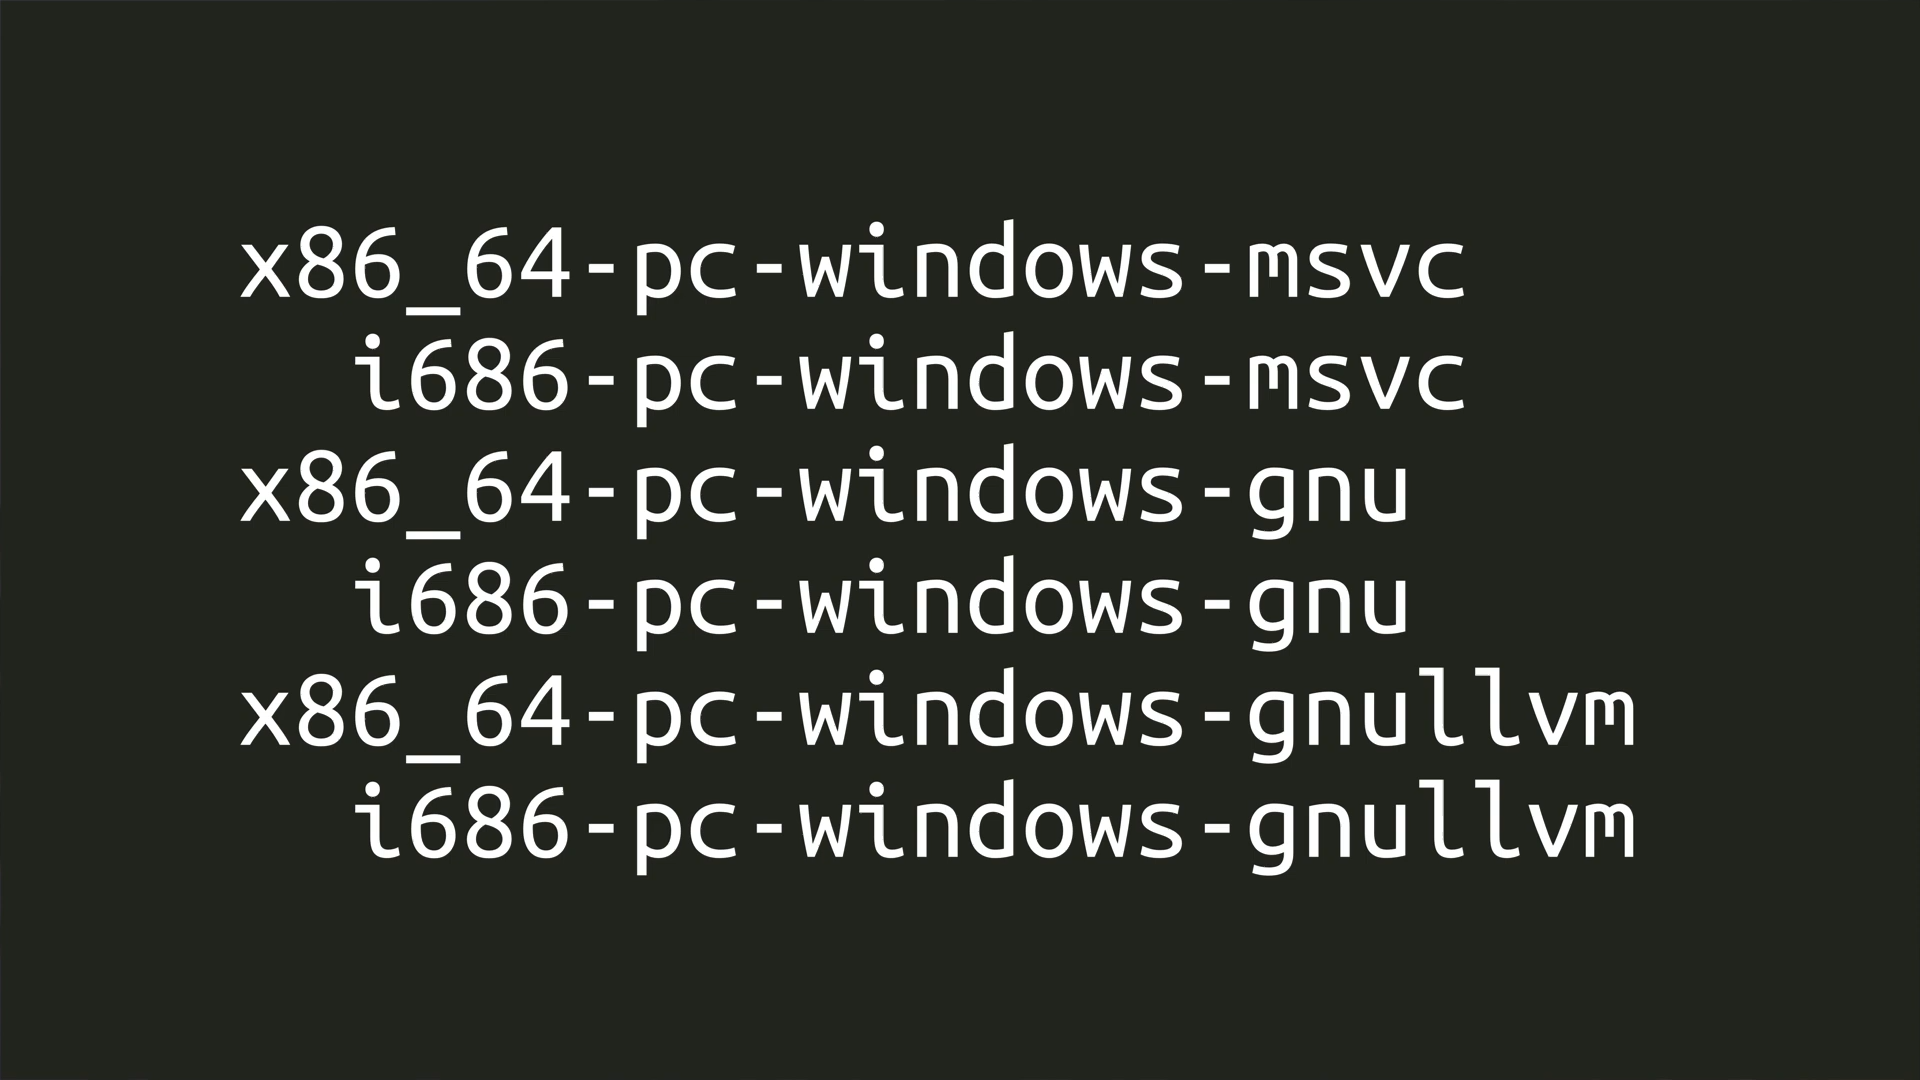 x86_64-pc-windows-msvc
i686-pc-windows-msvc
x86_64-pc-windows-gnu
i686-pc-windows-gnu
x86_64-pc-windows-gnullvm
i686-pc-windows-gnullvm